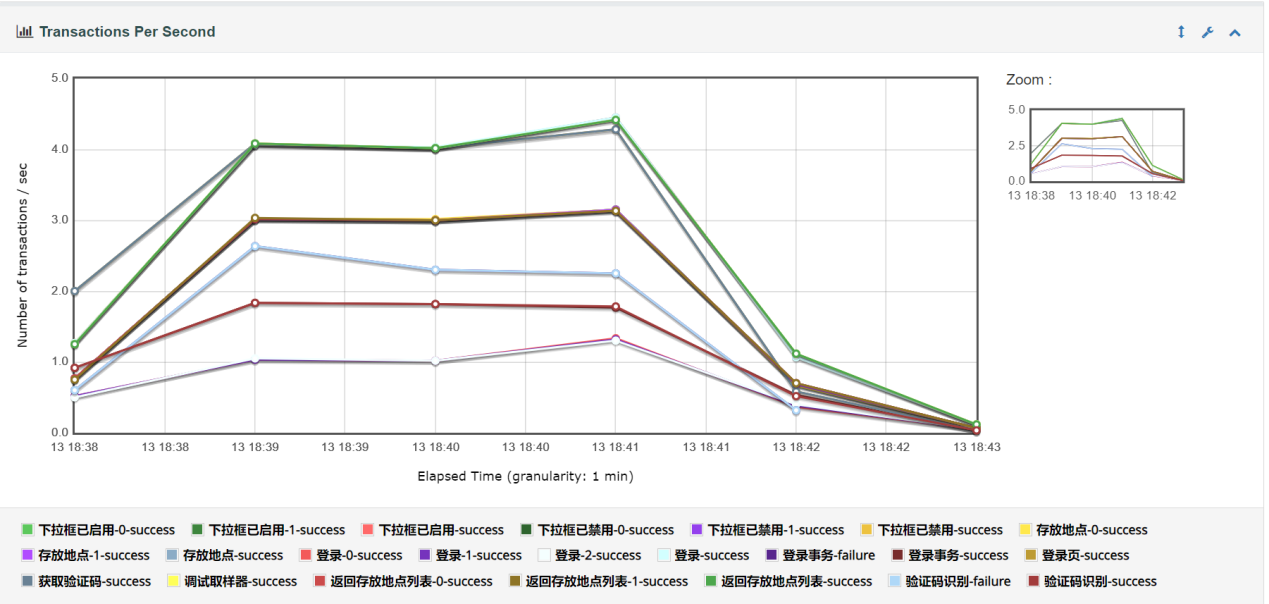 Transactions Per Second
Zoom :
5.0
4.0
3.0
2.0
1.0
0.0
Number of transactions / sec
13 18:38 13 18:38 13 18:39 13 18:39 13 18:40 13 18:40 13 18:41 13 18:41 13 18:42 13 18:42 13 18:43
Elapsed Time (granularity: 1 min)
5.0
2.5
0.0
13 18:38 13 18:40 13 18:42
下拉框已启用-0-success 下拉框已启用-1-success 下拉框已启用-success 下拉框已禁用-0-success 下拉框已禁用-1-success 下拉框已禁用-success 存放地点-0-success
存放地点-1-success 存放地点-success 登录-0-success 登录-1-success 登录-2-success 登录-success 登录事务-failure 登录事务-success 登录页-success
获取验证码-success 调试取样器-success 返回存放地点列表-0-success 返回存放地点列表-1-success 返回存放地点列表-success 验证码识别-failure 验证码识别-success